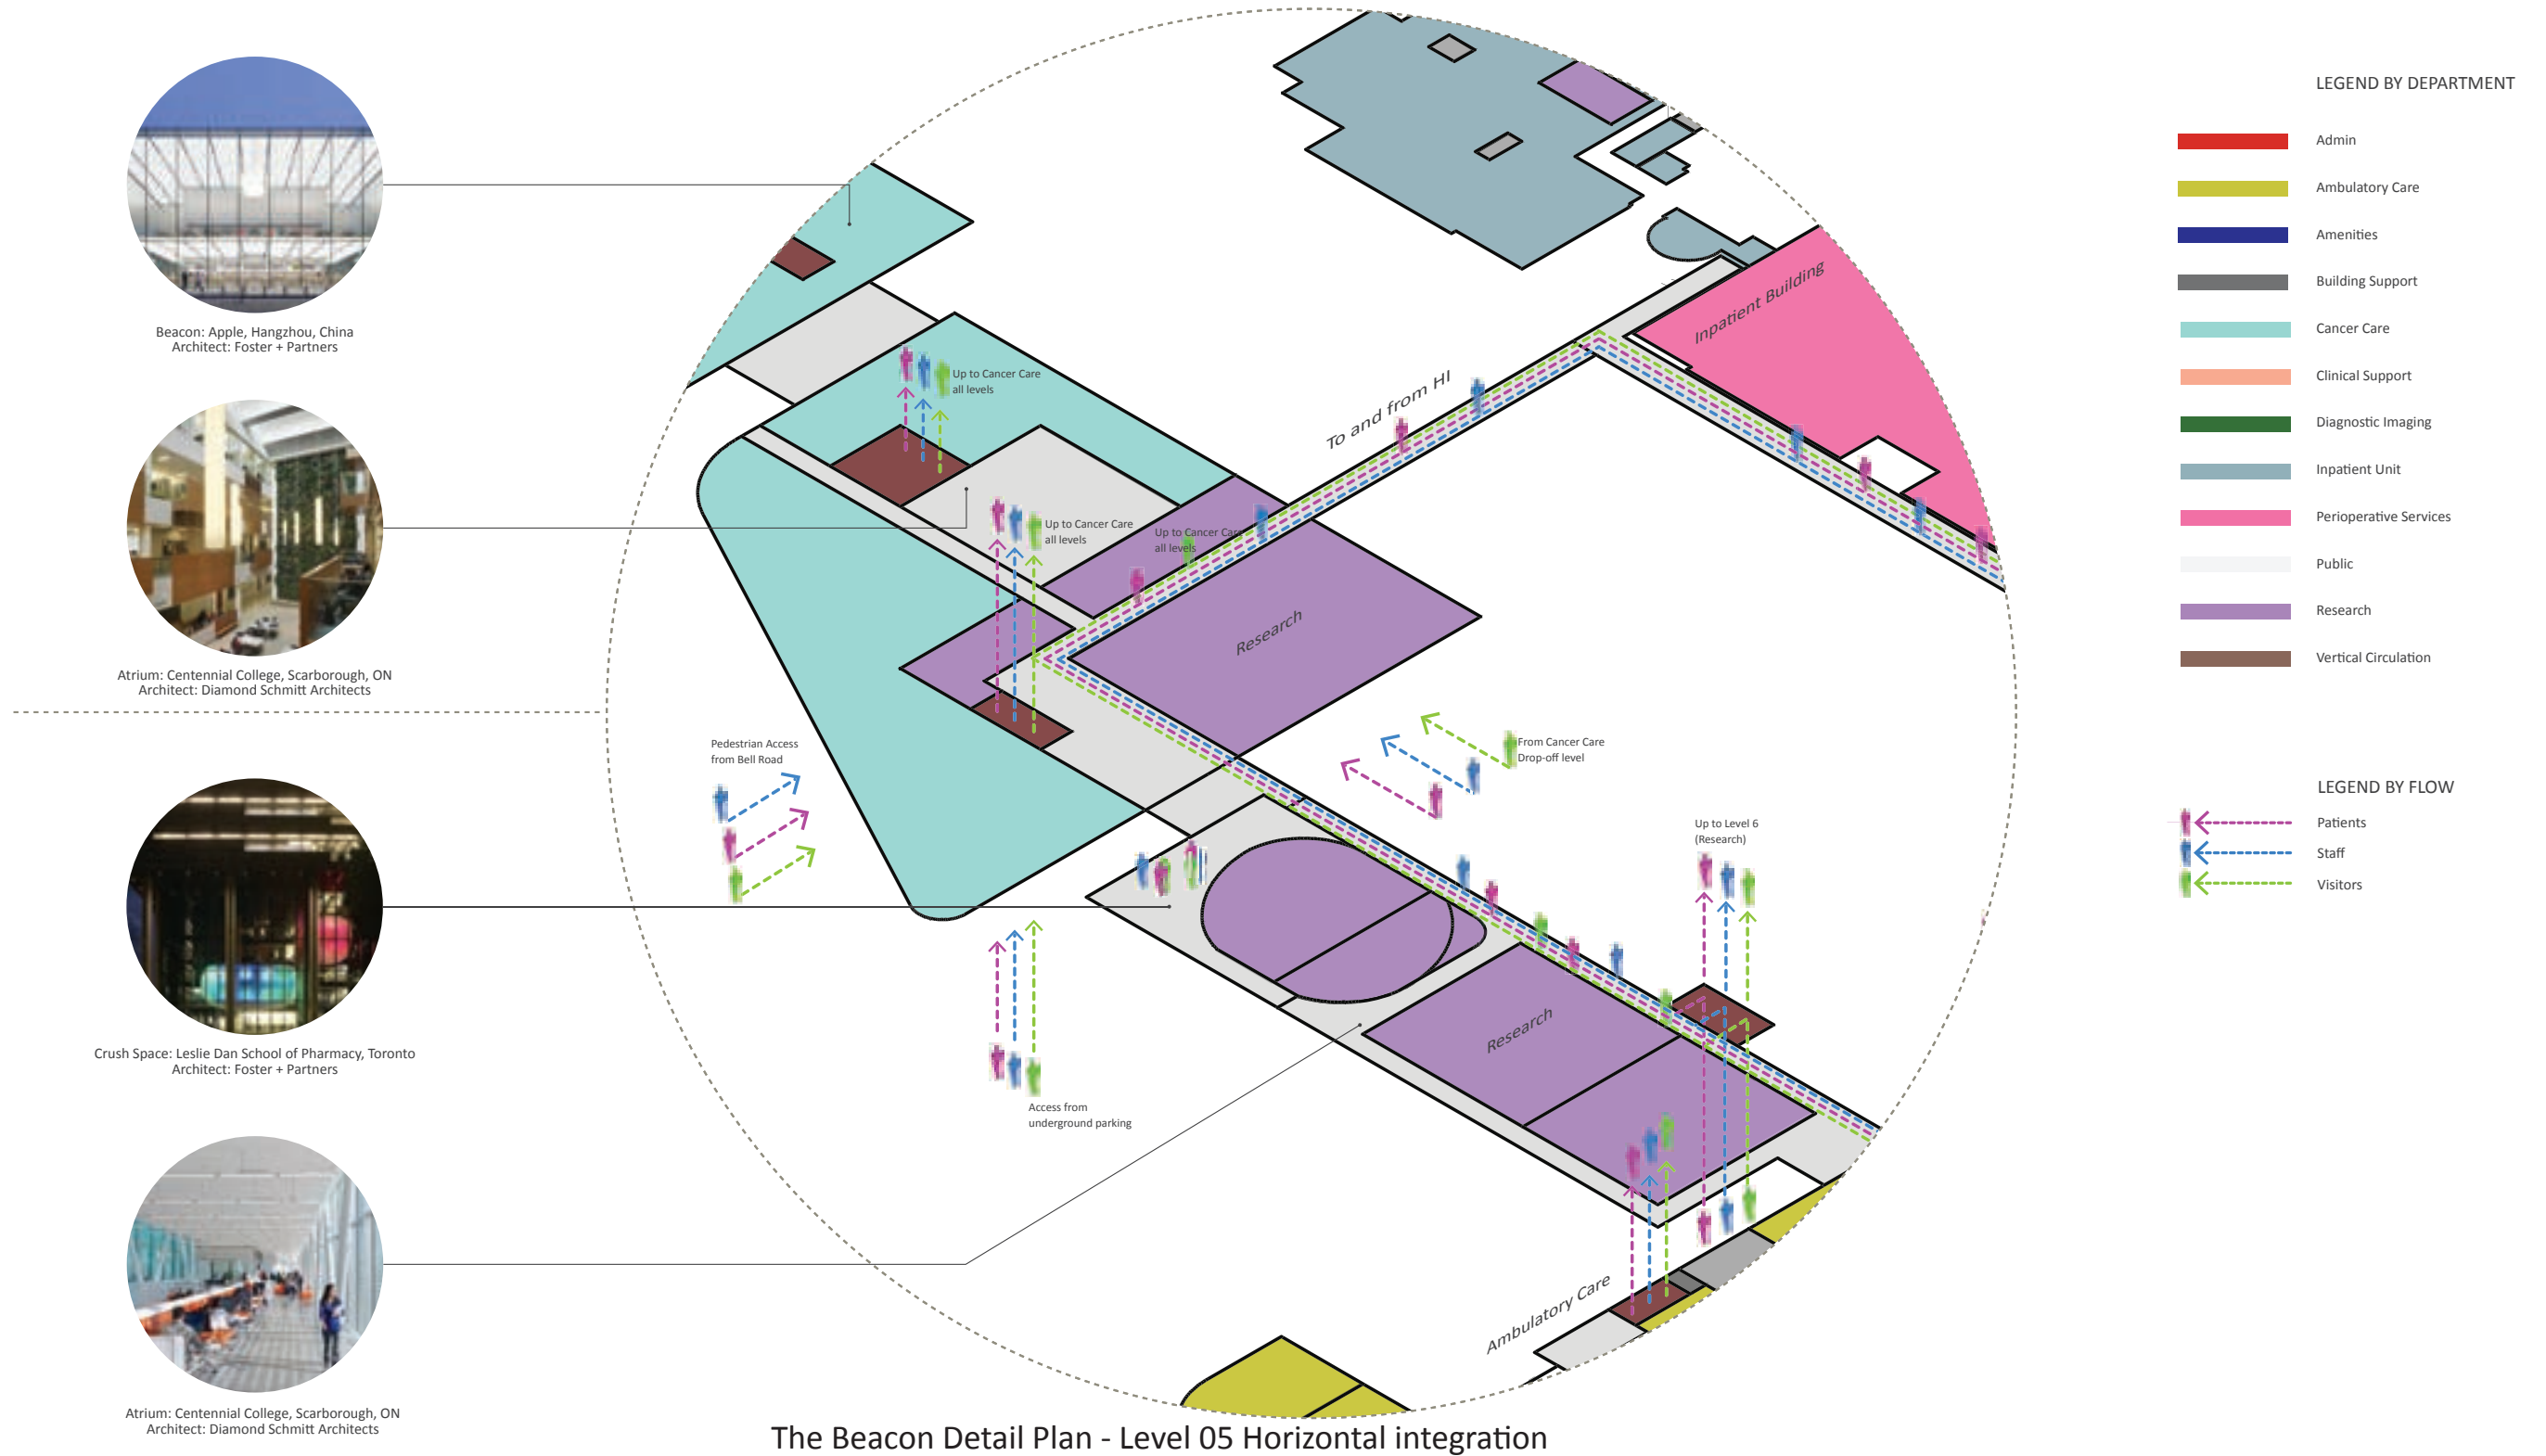 Beacon: Apple, Hangzhou, China
Architect: Foster + Partners
Atrium: Centennial College, Scarborough, ON
Architect: Diamond Schmitt Architects
Crush Space: Leslie Dan School of Pharmacy, Toronto
Architect: Foster + Partners
Atrium: Centennial College, Scarborough, ON
Architect: Diamond Schmitt Architects
Inpatient Building
Up to Cancer Care
all levels
To and from HI
Up to Cancer Care
all levels
Up to Cancer Care
all levels
Research
Pedestrian Access
from Bell Road
From Cancer Care
Drop-off level
Up to Level 6
(Research)
Research
Access from
underground parking
Ambulatory Care
The Beacon Detail Plan - Level 05 Horizontal integration
LEGEND BY DEPARTMENT
Admin
Ambulatory Care
Amenities
Building Support
Cancer Care
Clinical Support
Diagnostic Imaging
Inpatient Unit
Perioperative Services
Public
Research
Vertical Circulation
LEGEND BY FLOW
Patients
Staff
Visitors